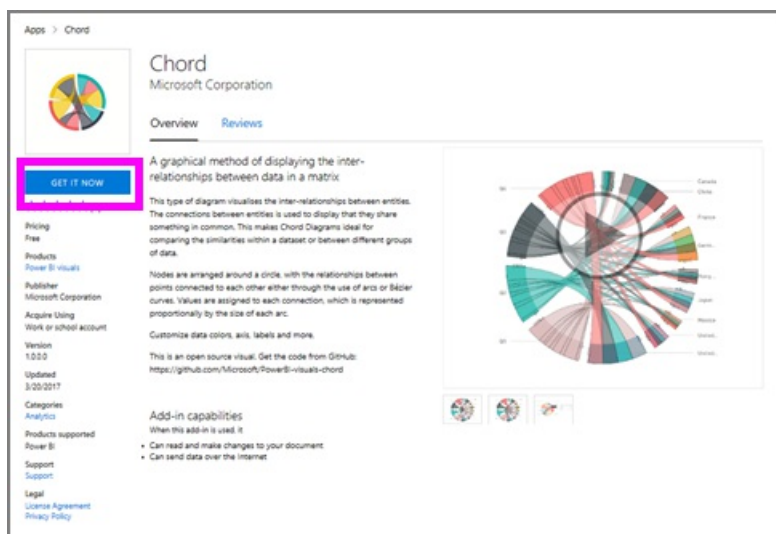 Apps > Chord
Chord
Microsoft Corporation
Overview Reviews
GET IT NOW
Pricing
Free
Products
Power BI visuals
Publisher
Microsoft Corporation
Acquire Using
Work or school account
Version
1.0.0.0
Updated
3/20/2017
Categories
Analytics
Products supported
Power BI
Support
Support
Legal
License Agreement
Privacy Policy
A graphical method of displaying the inter-
relationships between data in a matrix
This type of diagram visualises the inter-relationships between entities.
The connections between entities is used to display that they share
something in common. This makes Chord Diagrams ideal for
comparing the similarities within a dataset or between different groups
of data.
Nodes are arranged around a circle, with the relationships between
points connected to each other either through the use of arcs or Bézier
curves. Values are assigned to each connection, which is represented
proportionally by the size of each arc.
Customize data colors, axis, labels and more.
This is an open source visual. Get the code from GitHub:
https://github.com/Microsoft/PowerBI-visuals-chord
Add-in capabilities
When this add-in is used, it
• Can read and make changes to your document
• Can send data over the Internet
Canada
France
Japan
Mexico